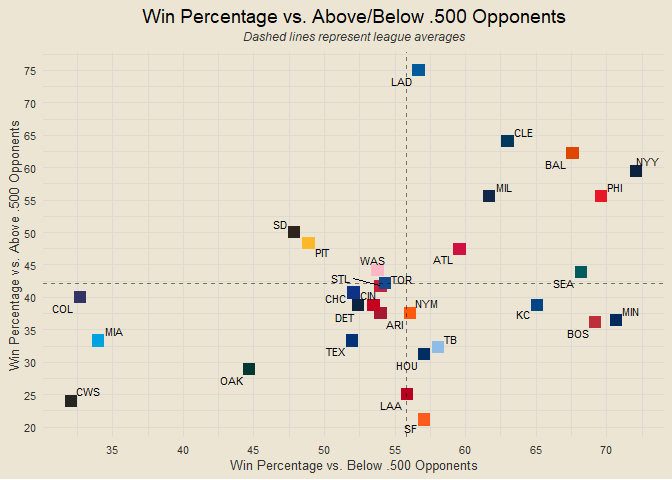 Win Percentage vs. Above/Below .500 Opponents
Dashed lines represent league averages
Win Percentage vs. Above .500 Opponents
75
70
65
60
55
50
45
40
35
30
25
20
LAD
CLE
BAL
NYY
MIL
PHI
SD
PIT
ATL
WAS
STL
TOR
SEA
COL
CHC
CIN
DET
ARI
NYM
KC
BOS
MIN
MIA
TEX
HOU
TB
OAK
CWS
LAA
SF
35
40
45
50
55
60
65
70
Win Percentage vs. Below .500 Opponents